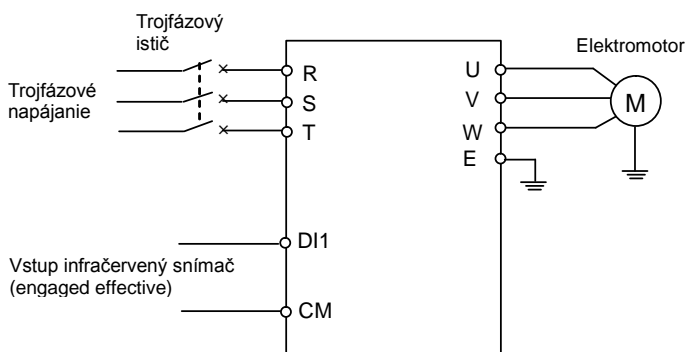 Trojfázový
istič
Elektromotor
Trojfázové
napájanie
R
S
T
U
V
W
E
M
DI1
Vstup infračervený snímač
(engaged effective)
CM